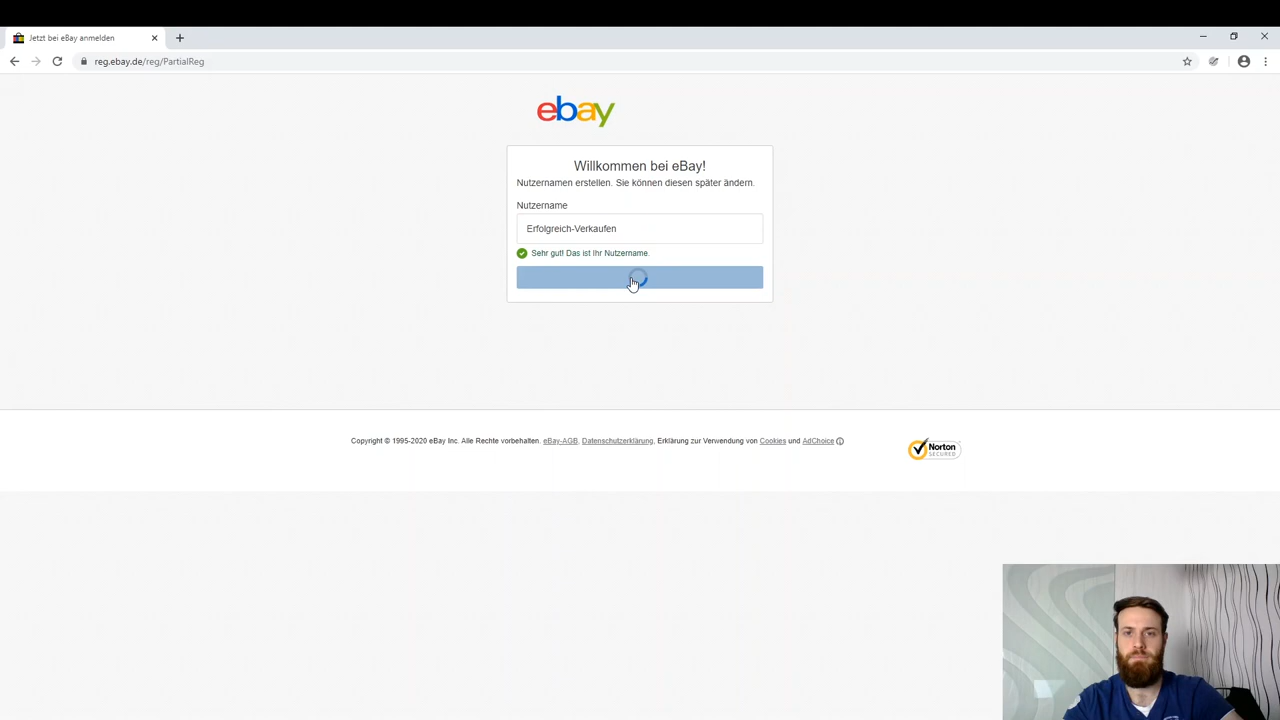 Jetzt bei eBay anmelden
reg.ebay.de/reg/PartialReg
ebay
Willkommen bei eBay!
Nutzernamen erstellen. Sie können diesen später ändern.
Nutzername
Erfolgreich-Verkaufen
Sehr gut! Das ist Ihr Nutzername.
Copyright © 1995-2020 eBay Inc. Alle Rechte vorbehalten. eBay-AGB, Datenschutzerklärung, Erklärung zur Verwendung von Cookies und AdChoice
Norton
SECURED